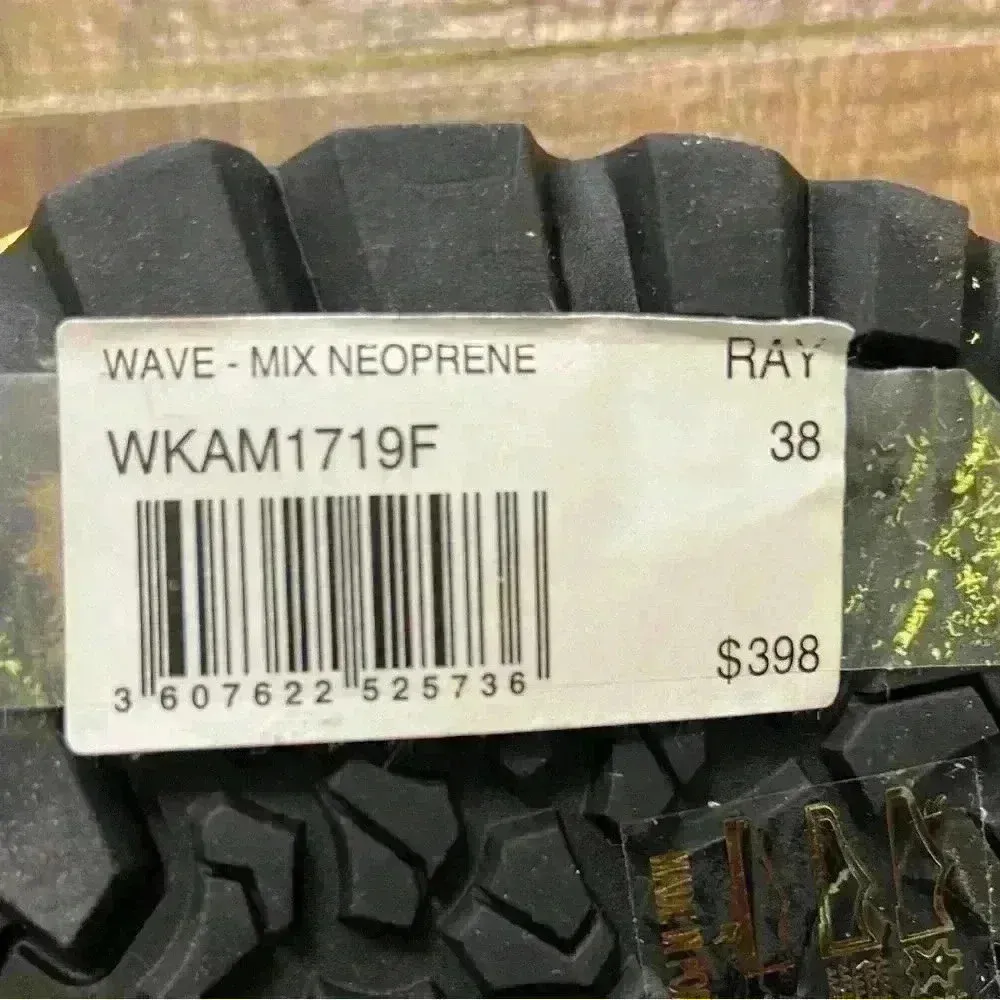 WAVE - MIX NEOPRENE RAY
WKAM1719F 38
3 607622 525736
$398